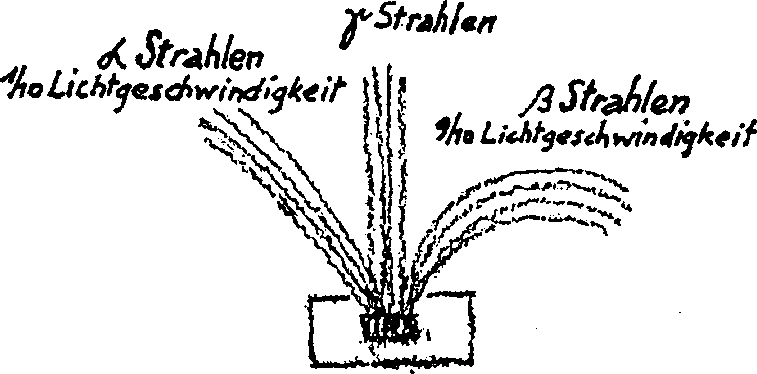 γ Strahlen
α Strahlen
1/10 Lichtgeschwindigkeit
β Strahlen
9/10 Lichtgeschwindigkeit